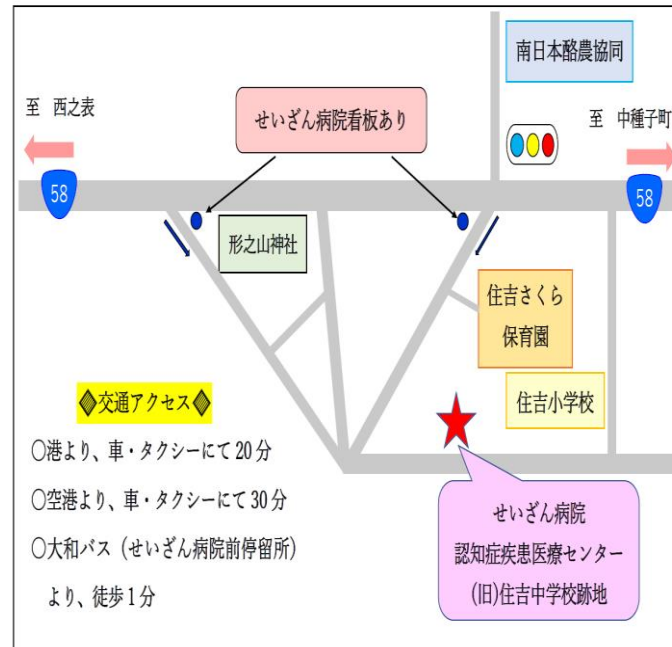 南日本酪農協同
至　西之表
せいざん病院看板あり
至　中種子町
58
58
形之山神社
住吉さくら
保育園
住吉小学校
◆交通アクセス◆
○港より、車・タクシーにて20分
○空港より、車・タクシーにて30分
○大和バス（せいざん病院前停留所）
より、徒歩1分
せいざん病院
認知症疾患医療センター
(旧)住吉中学校跡地